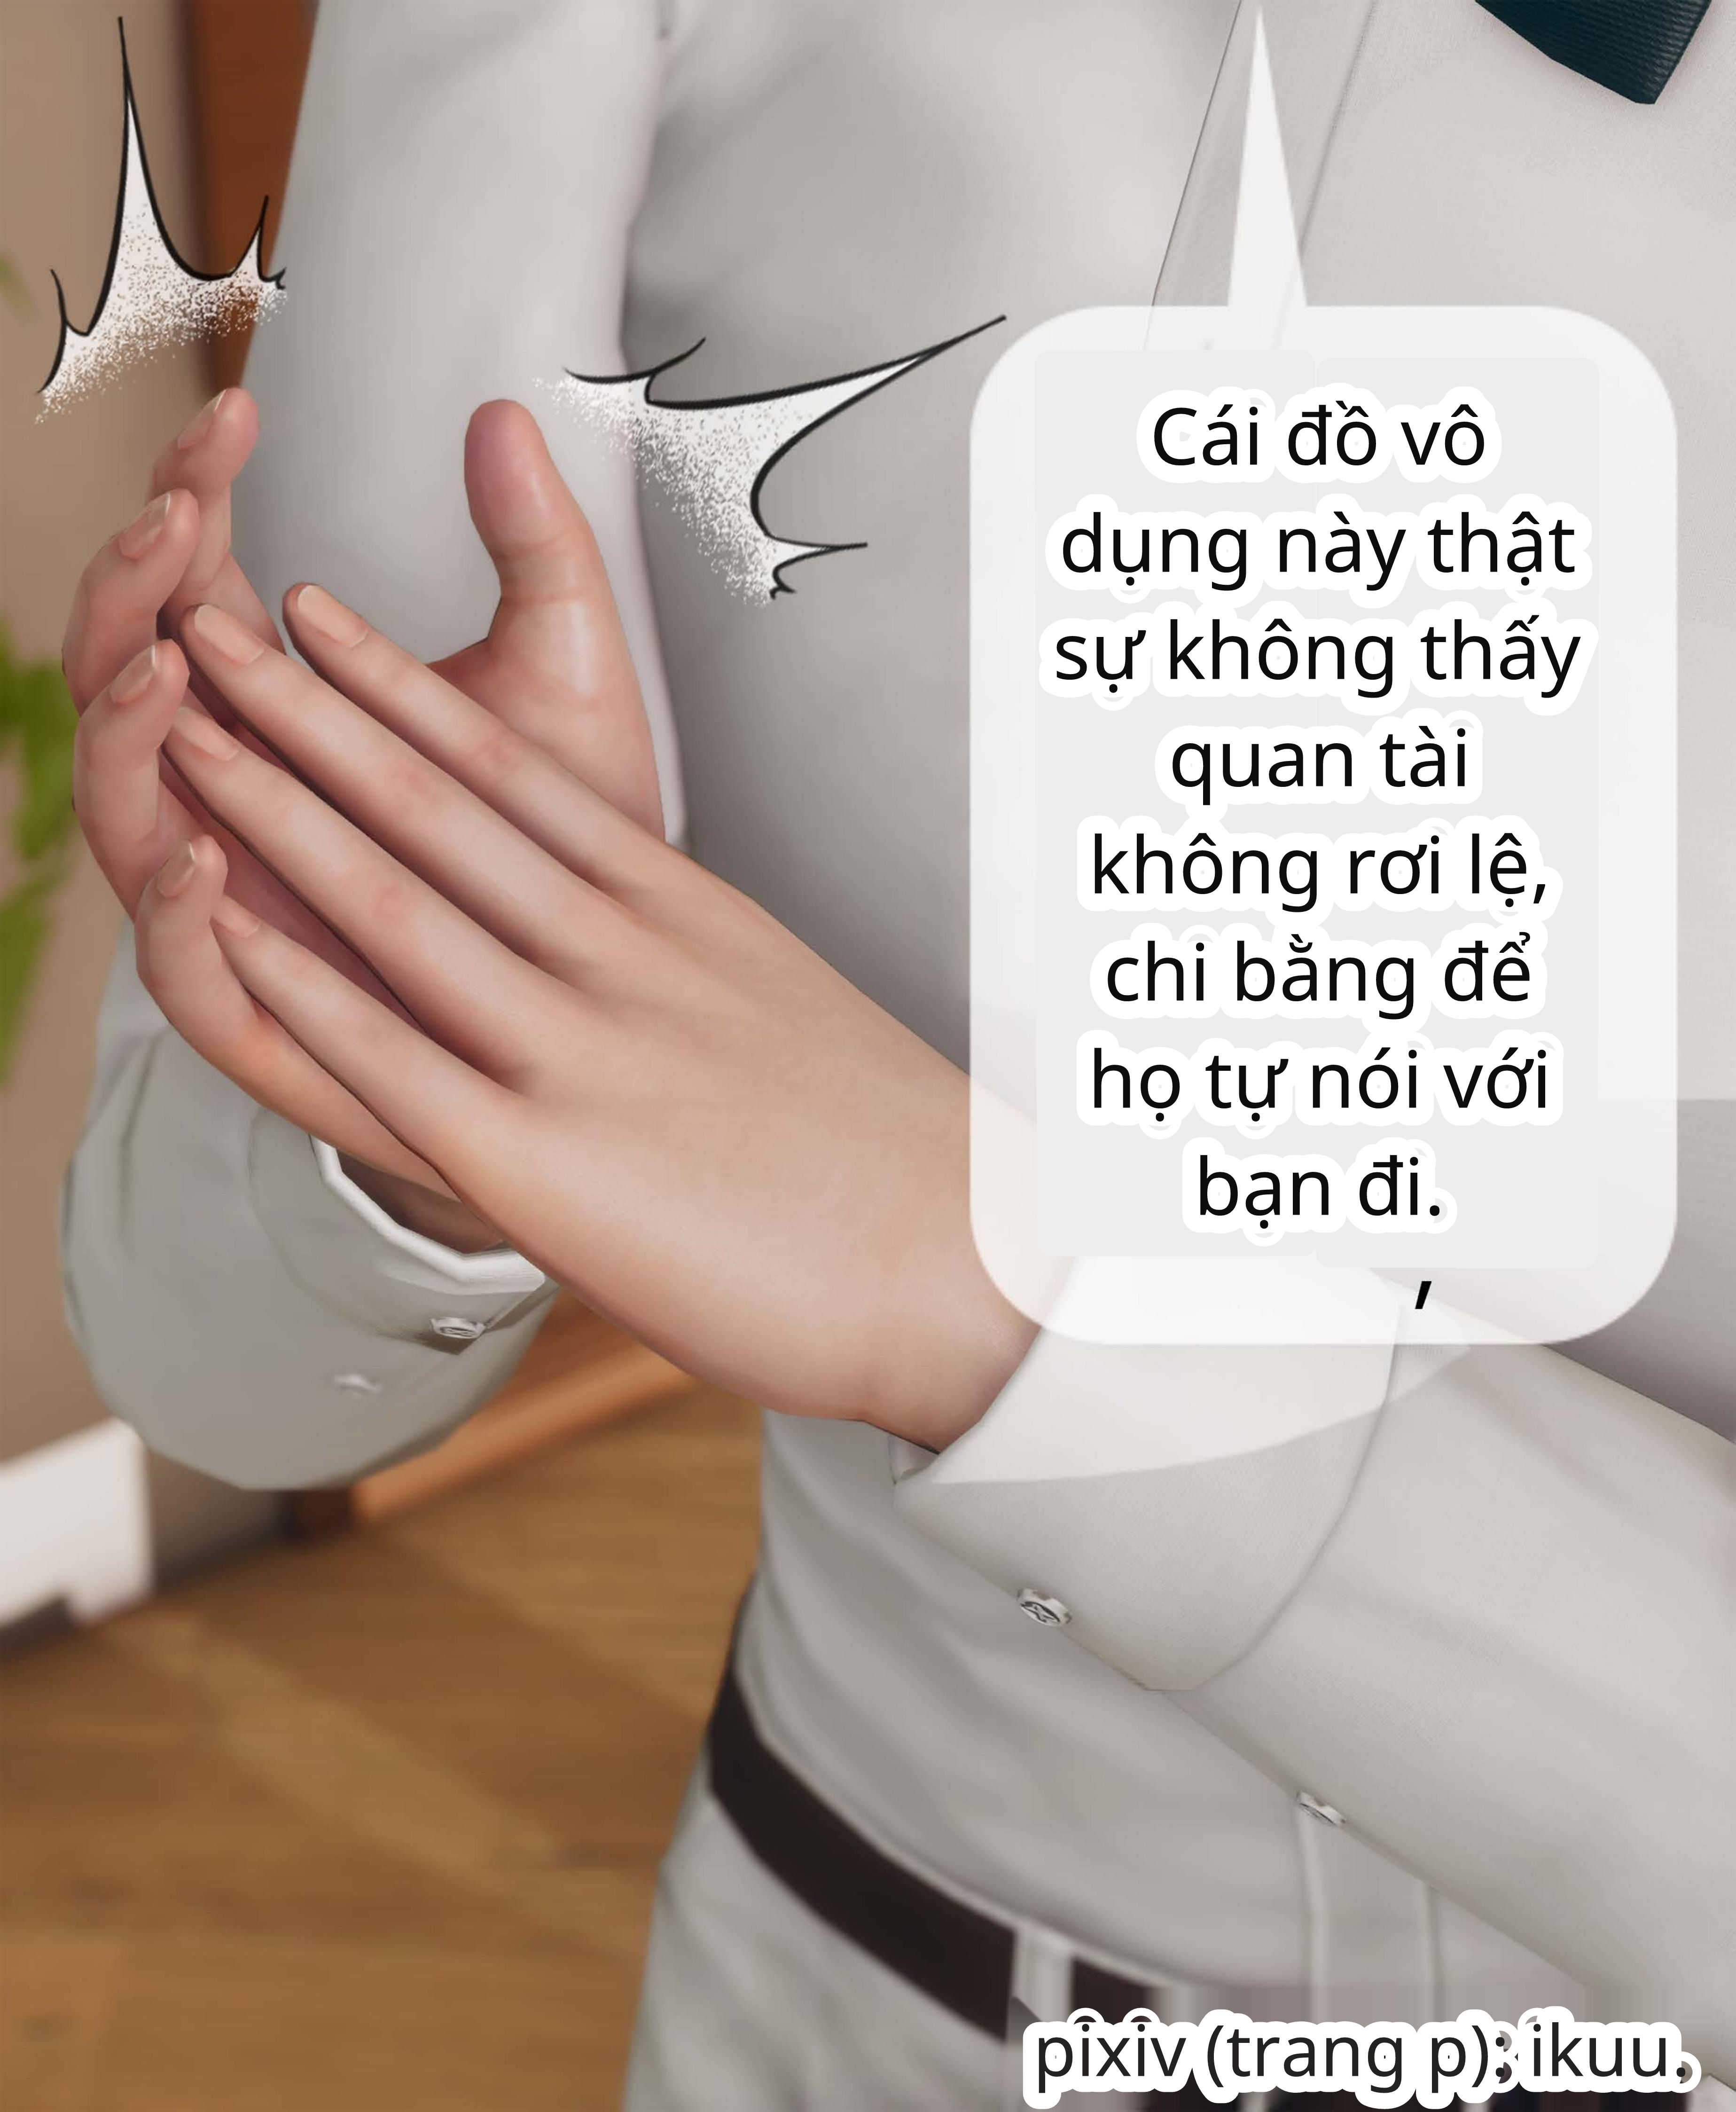 Cái đồ vô
dụng này thật
sự không thấy
quan tài
không rơi lệ,
chi bằng để
họ tự nói với
bạn đi.
,
pixiv (trang p): ikuu.